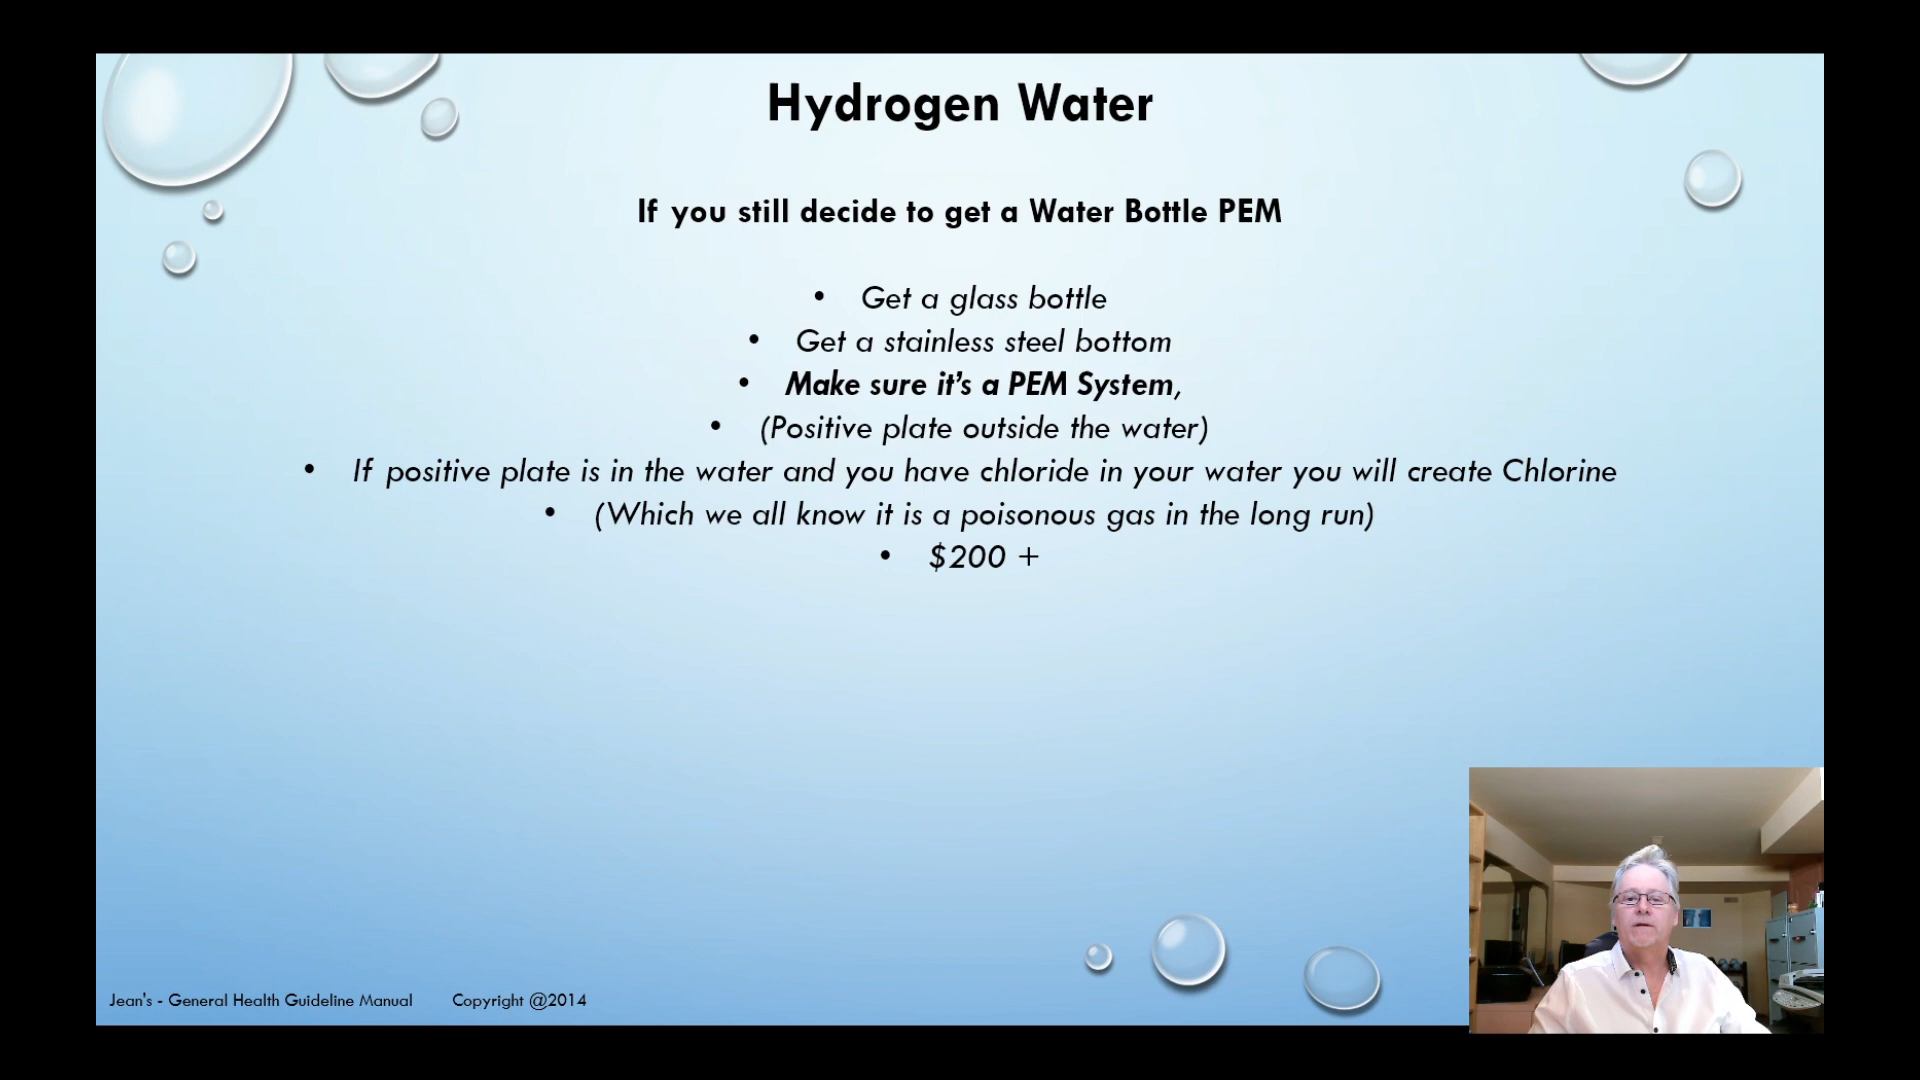 Hydrogen Water
If you still decide to get a Water Bottle PEM
• Get a glass bottle
• Get a stainless steel bottom
• Make sure it's a PEM System,
• (Positive plate outside the water)
• If positive plate is in the water and you have chloride in your water you will create Chlorine
• (Which we all know it is a poisonous gas in the long run)
• $200 +
Jean's - General Health Guideline Manual Copyright @2014